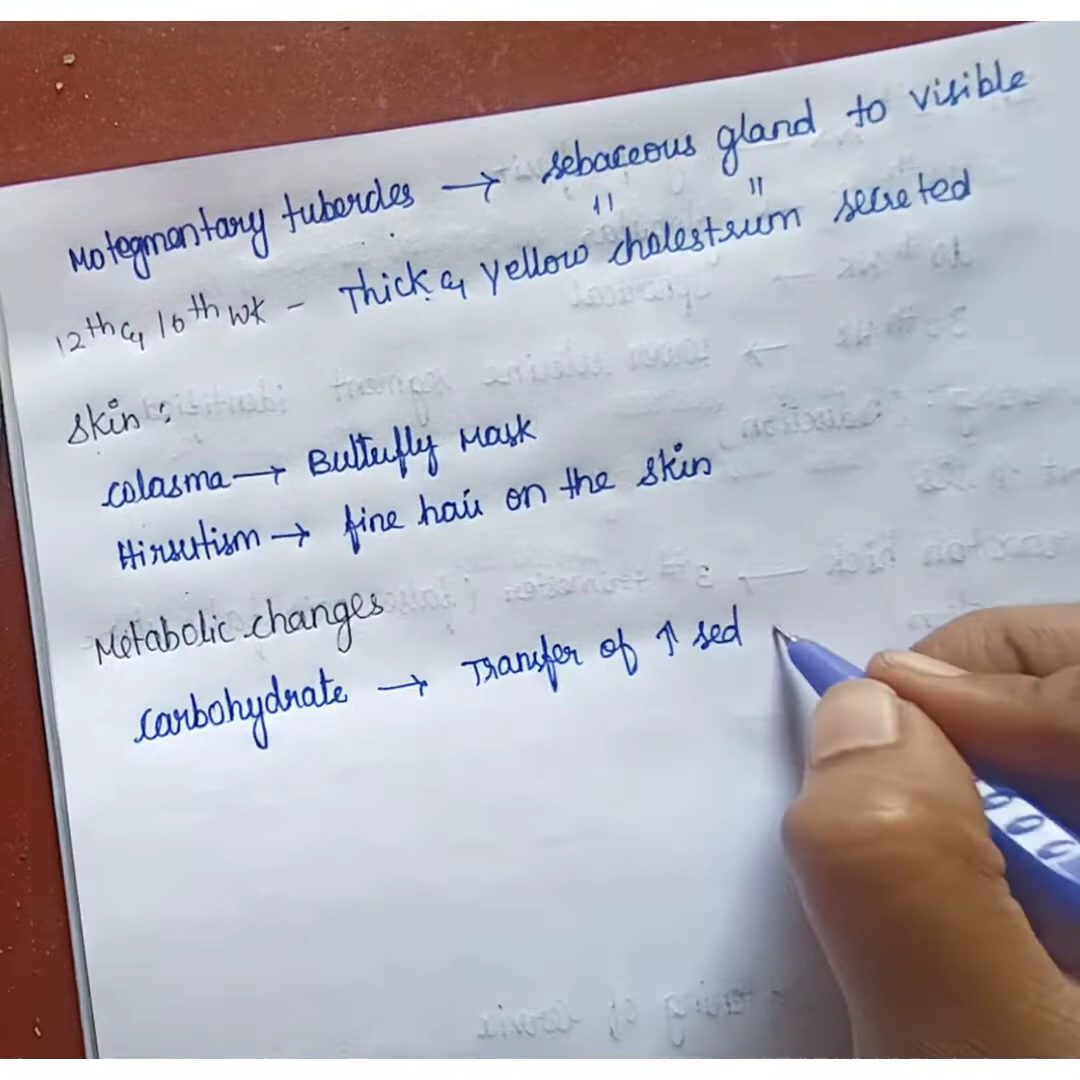 Motegmentary tubercles → sebaceous gland to visible
12th & 16th wk - Thick & yellow cholestrum secreted
Skin:
colasma → Butterfly Mask
Hirsutism → fine hair on the skin
Metabolic changes
carbohydrate → Transfer of ↑ sed